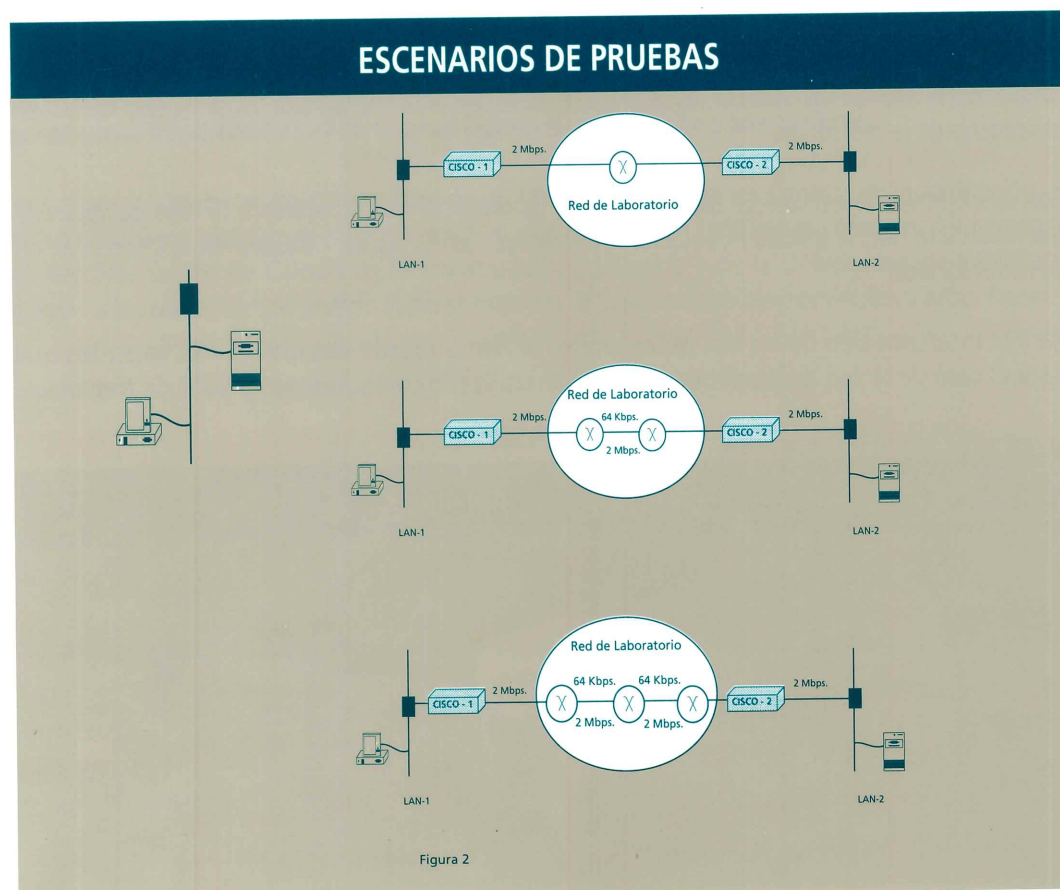 ESCENARIOS DE PRUEBAS
2 Mbps.
2 Mbps.
CISCO - 1
CISCO - 2
Red de Laboratorio
LAN-1
LAN-2
Red de Laboratorio
2 Mbps.
64 Kbps.
2 Mbps.
CISCO - 1
CISCO - 2
2 Mbps.
LAN-1
LAN-2
Red de Laboratorio
2 Mbps.
64 Kbps.
64 Kbps.
2 Mbps.
CISCO - 1
CISCO - 2
2 Mbps.
2 Mbps.
LAN-1
LAN-2
Figura 2